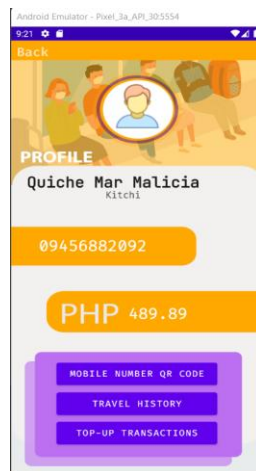 Android Emulator - Pixel_3a_API_30:5554
9:21
Back
PROFILE
Quiche Mar Malicia
Kitchi
09456882092
PHP 489.89
MOBILE NUMBER QR CODE
TRAVEL HISTORY
TOP-UP TRANSACTIONS